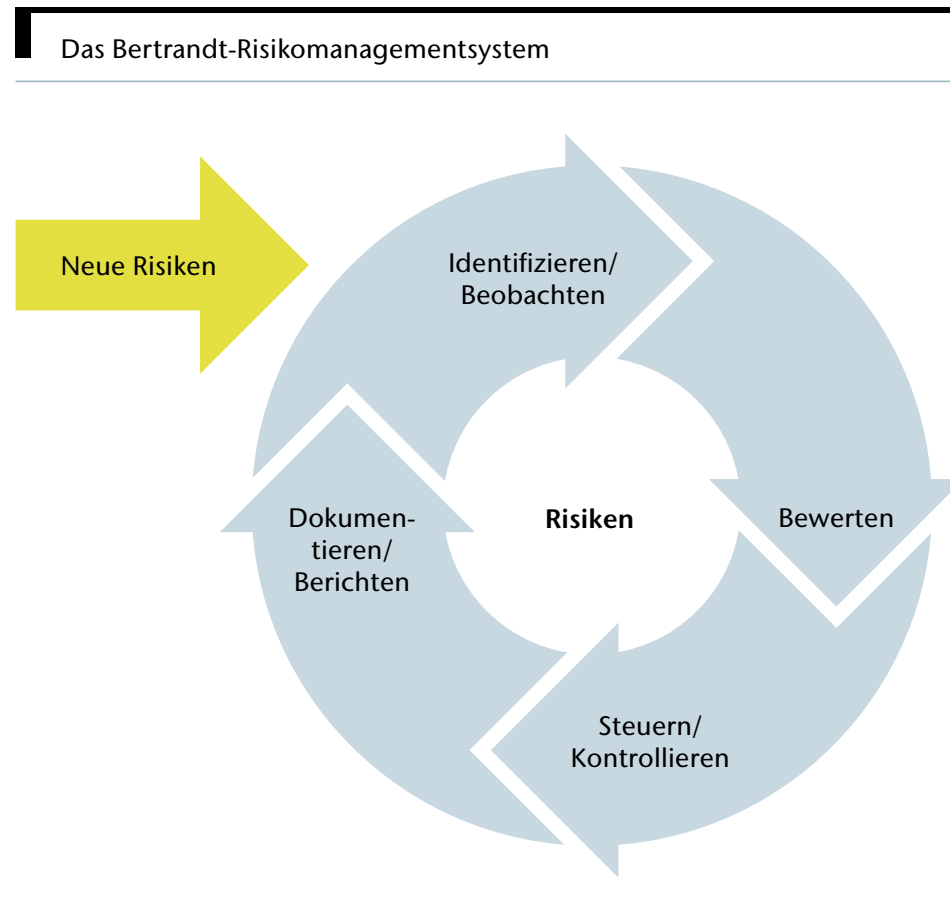 Das Bertrandt-Risikomanagementsystem
Neue Risiken
Identifizieren/
Beobachten
Bewerten
Risiken
Dokumen-
tieren/
Berichten
Steuern/
Kontrollieren